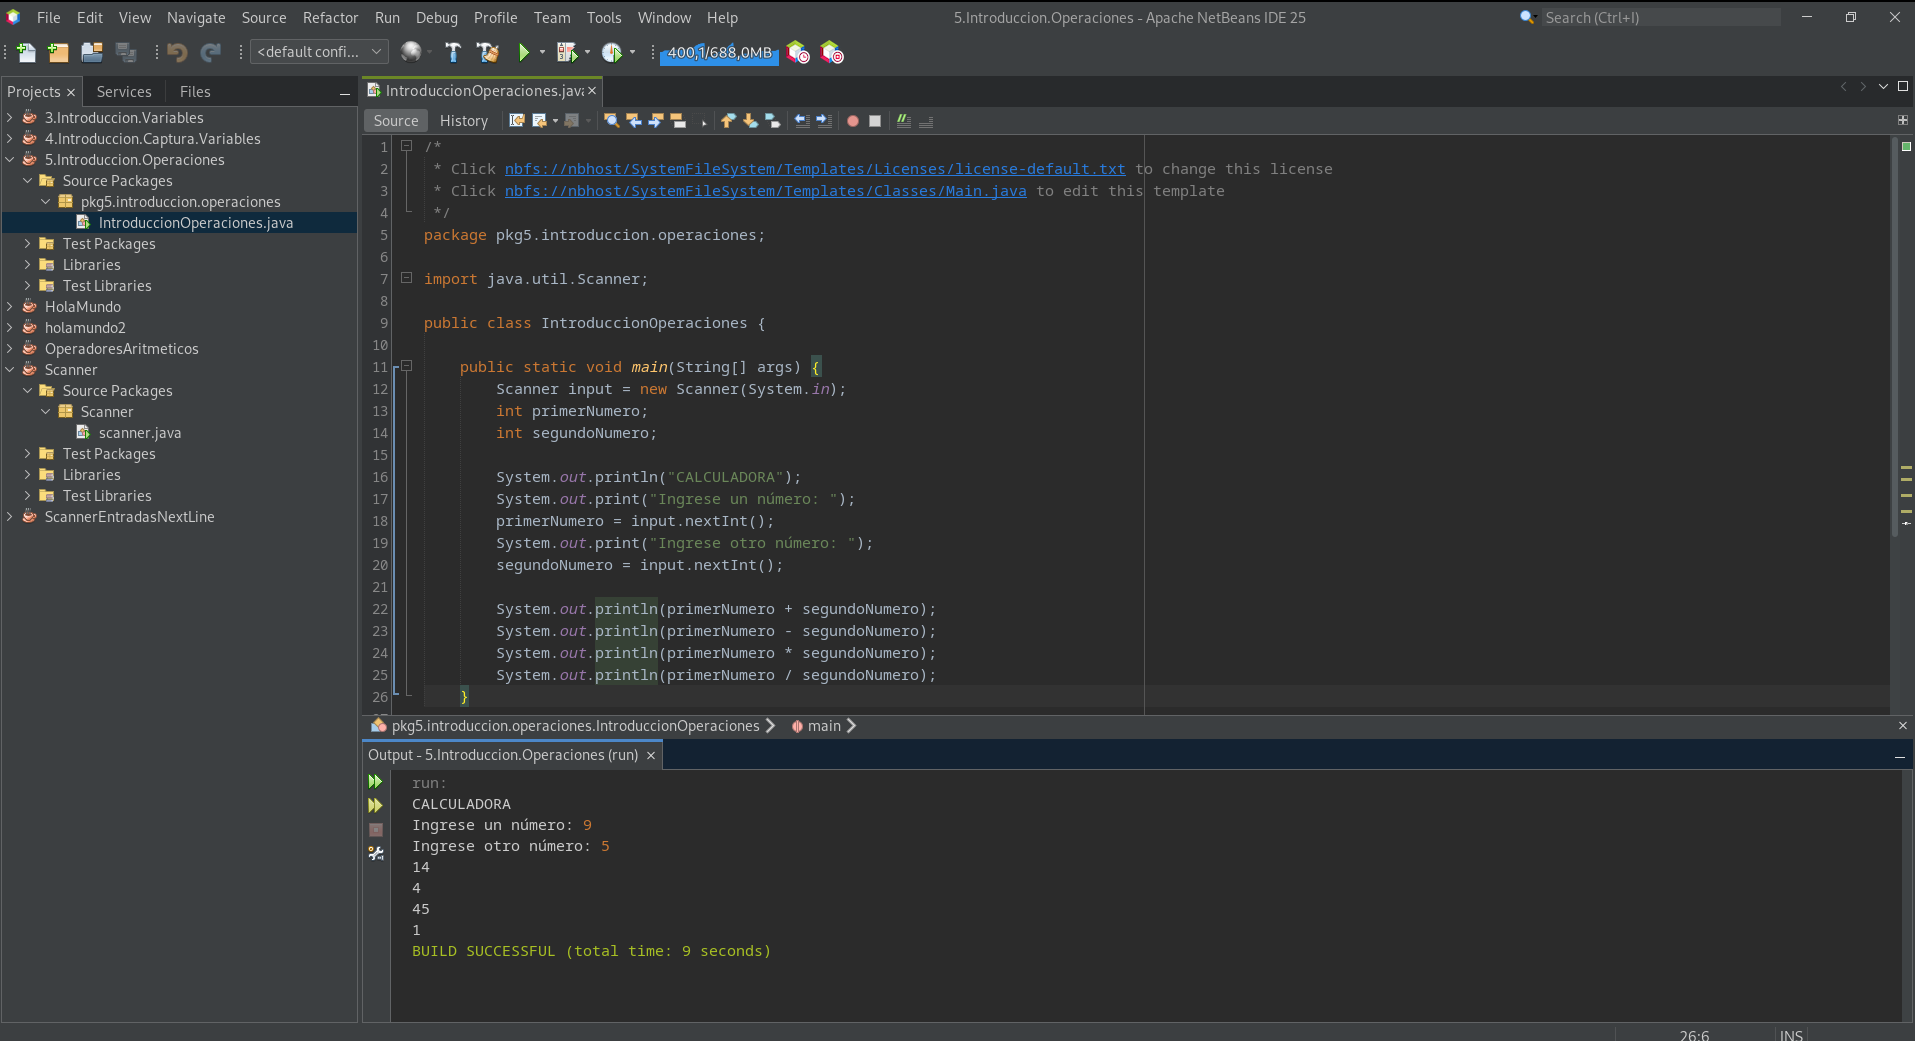 File Edit View Navigate Source Refactor Run Debug Profile Team Tools Window Help
5.Introduccion.Operaciones - Apache NetBeans IDE 25
Search (Ctrl+I)
<default confi...
400,1/688,0MB
Projects
Services
Files
3.Introduccion.Variables
4.Introduccion.Captura.Variables
5.Introduccion.Operaciones
Source Packages
pkg5.introduccion.operaciones
IntroduccionOperaciones.java
Test Packages
Libraries
Test Libraries
HolaMundo
holamundo2
OperadoresAritmeticos
Scanner
Source Packages
Scanner
scanner.java
Test Packages
Libraries
Test Libraries
ScannerEntradasNextLine
IntroduccionOperaciones.java
Source History
1 /*
2 * Click nbfs://nbhost/SystemFileSystem/Templates/Licenses/license-default.txt to change this license
3 * Click nbfs://nbhost/SystemFileSystem/Templates/Classes/Main.java to edit this template
4 */
5 package pkg5.introduccion.operaciones;
6
7 import java.util.Scanner;
8
9 public class IntroduccionOperaciones {
10
11 public static void main(String[] args) {
12 Scanner input = new Scanner(System.in);
13 int primerNumero;
14 int segundoNumero;
15
16 System.out.println("CALCULADORA");
17 System.out.print("Ingrese un número: ");
18 primerNumero = input.nextInt();
19 System.out.print("Ingrese otro número: ");
20 segundoNumero = input.nextInt();
21
22 System.out.println(primerNumero + segundoNumero);
23 System.out.println(primerNumero - segundoNumero);
24 System.out.println(primerNumero * segundoNumero);
25 System.out.println(primerNumero / segundoNumero);
26 }
pkg5.introduccion.operaciones.IntroduccionOperaciones
main
Output - 5.Introduccion.Operaciones (run)
run:
CALCULADORA
Ingrese un número: 9
Ingrese otro número: 5
14
4
45
1
BUILD SUCCESSFUL (total time: 9 seconds)
26:6
INS